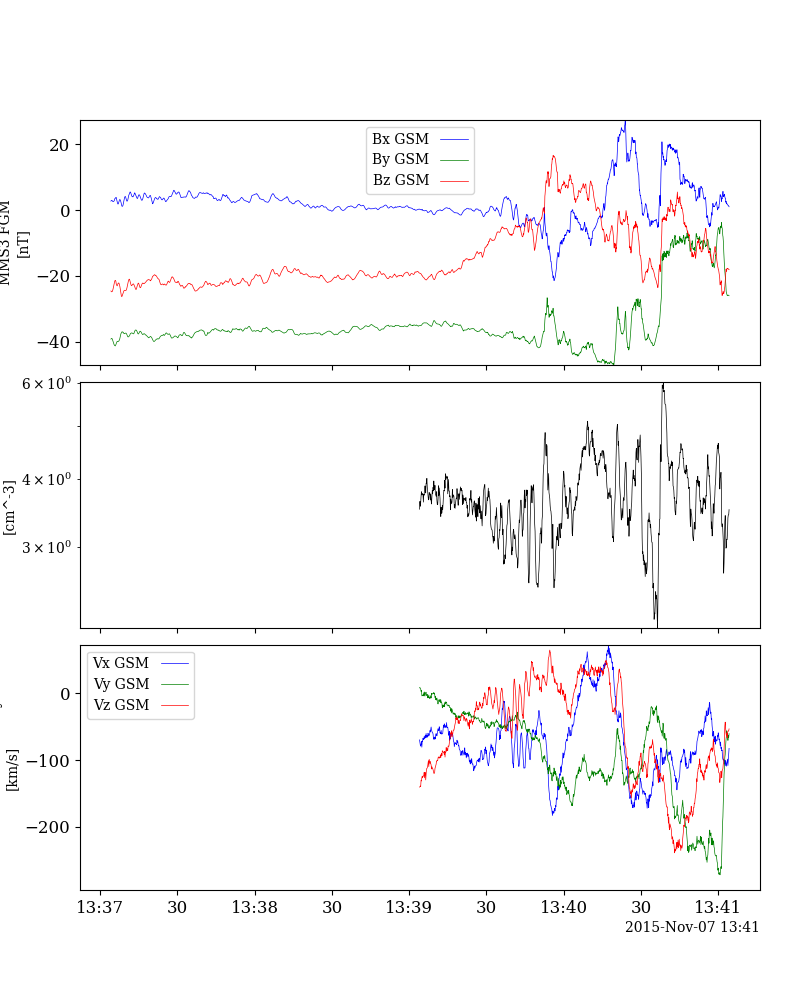 Bx GSM
By GSM
Bz GSM
20
0
−20
−40
MMS3 FGM
[nT]
6 × 10⁰
4 × 10⁰
3 × 10⁰
[cm^-3]
Vx GSM
Vy GSM
Vz GSM
0
−100
−200
[km/s]
13:37 30 13:38 30 13:39 30 13:40 30 13:41
2015-Nov-07 13:41